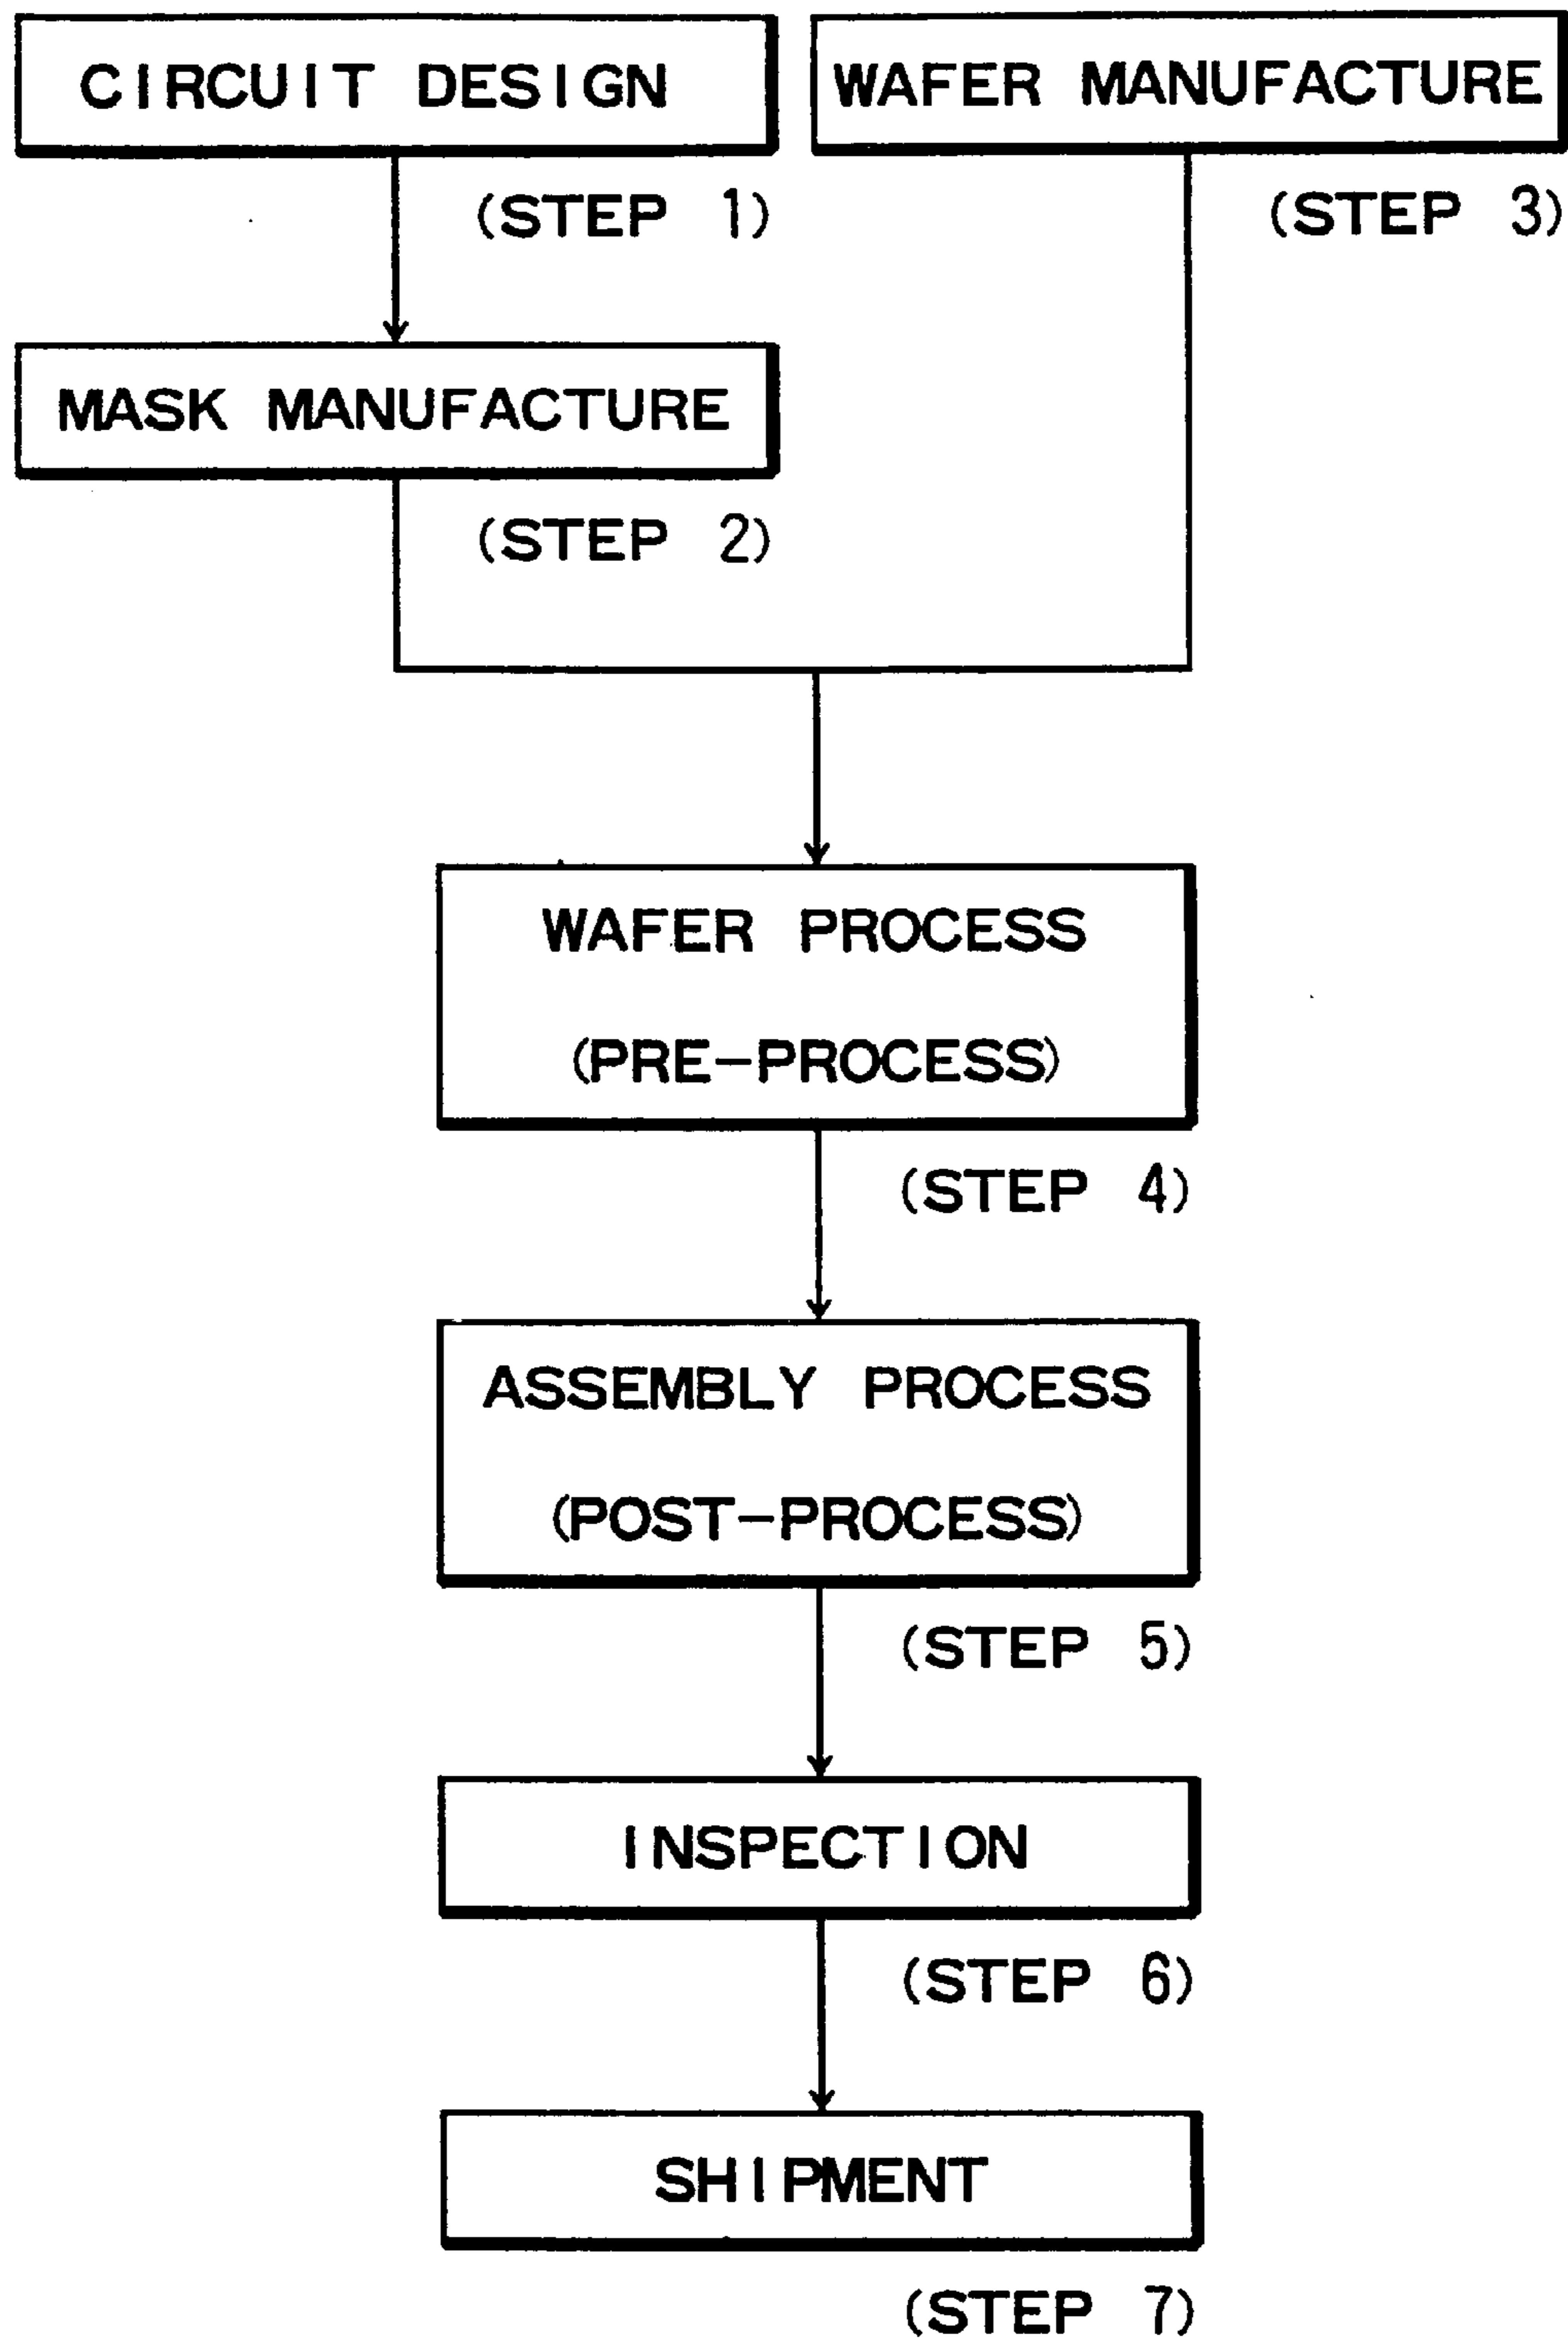 CIRCUIT DESIGN
(STEP 1)
WAFER MANUFACTURE
(STEP 3)
MASK MANUFACTURE
(STEP 2)
WAFER PROCESS
(PRE-PROCESS)
(STEP 4)
ASSEMBLY PROCESS
(POST-PROCESS)
(STEP 5)
INSPECTION
(STEP 6)
SHIPMENT
(STEP 7)